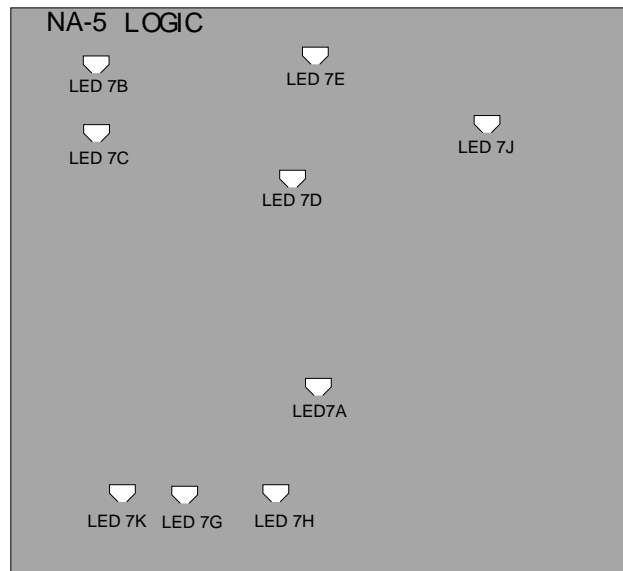 NA-5 LOGIC
LED 7B
LED 7E
LED 7C
LED 7J
LED 7D
LED7A
LED 7K
LED 7G
LED 7H